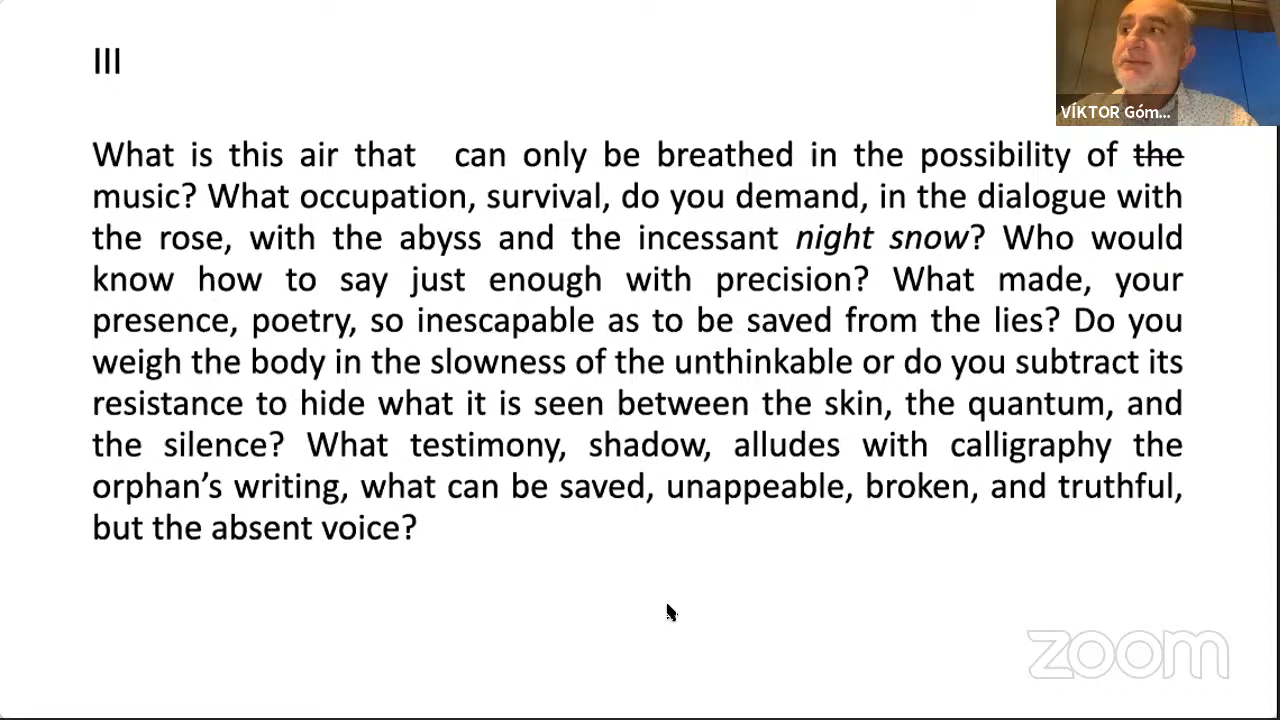 III
VÍKTOR Góm...
What is this air that can only be breathed in the possibility of the
music? What occupation, survival, do you demand, in the dialogue with
the rose, with the abyss and the incessant night snow? Who would
know how to say just enough with precision? What made, your
presence, poetry, so inescapable as to be saved from the lies? Do you
weigh the body in the slowness of the unthinkable or do you subtract its
resistance to hide what it is seen between the skin, the quantum, and
the silence? What testimony, shadow, alludes with calligraphy the
orphan’s writing, what can be saved, unappeable, broken, and truthful,
but the absent voice?
zoom